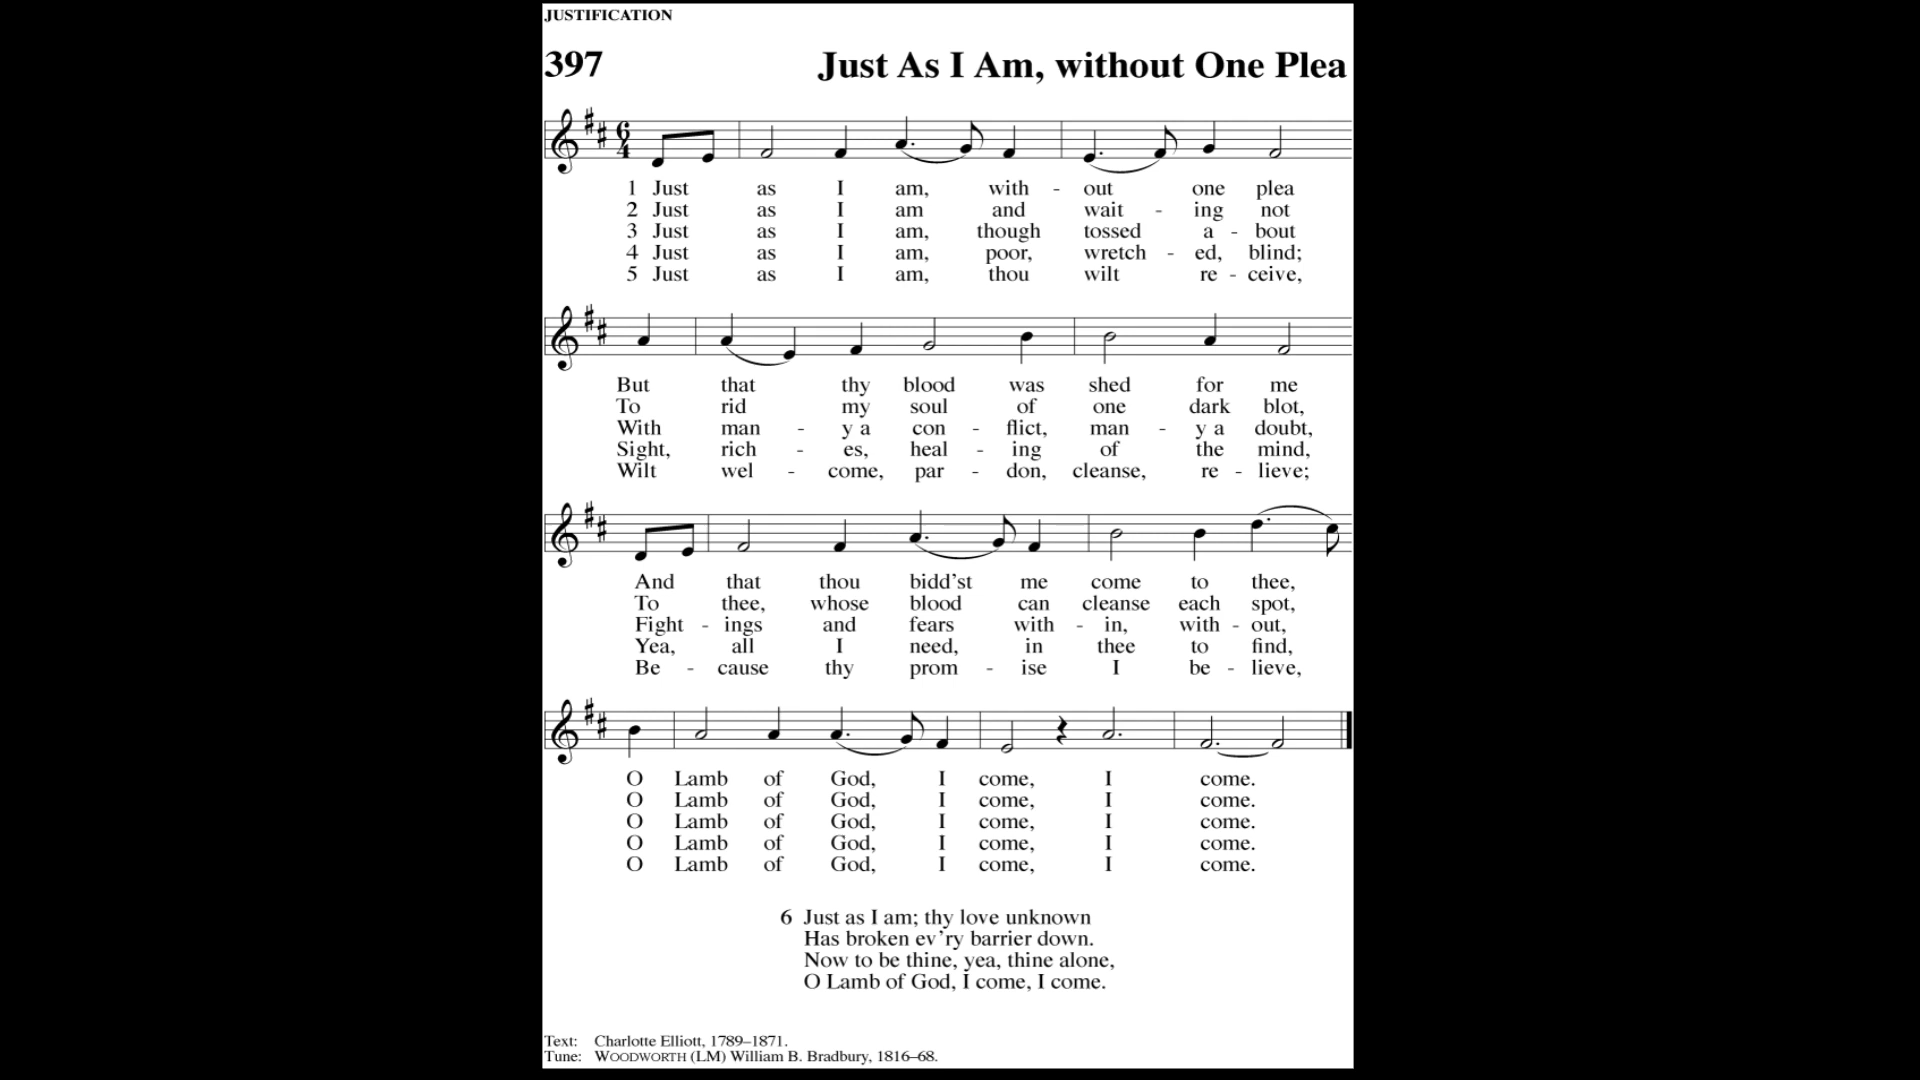 JUSTIFICATION
397 Just As I Am, without One Plea
6
4
1 Just as I am, with - out one plea
2 Just as I am and wait - ing not
3 Just as I am, though tossed a - bout
4 Just as I am, poor, wretch - ed, blind;
5 Just as I am, thou wilt re - ceive,
But that thy blood was shed for me
To rid my soul of one dark blot,
With man - y a con - flict, man - y a doubt,
Sight, rich - es, heal - ing of the mind,
Wilt wel - come, par - don, cleanse, re - lieve;
And that thou bidd'st me come to thee,
To thee, whose blood can cleanse each spot,
Fight - ings and fears with - in, with - out,
Yea, all I need, in thee to find,
Be - cause thy prom - ise I be - lieve,
O Lamb of God, I come, I come.
O Lamb of God, I come, I come.
O Lamb of God, I come, I come.
O Lamb of God, I come, I come.
O Lamb of God, I come, I come.
6 Just as I am; thy love unknown
Has broken ev'ry barrier down.
Now to be thine, yea, thine alone,
O Lamb of God, I come, I come.
Text: Charlotte Elliott, 1789–1871.
Tune: WOODWORTH (LM) William B. Bradbury, 1816–68.